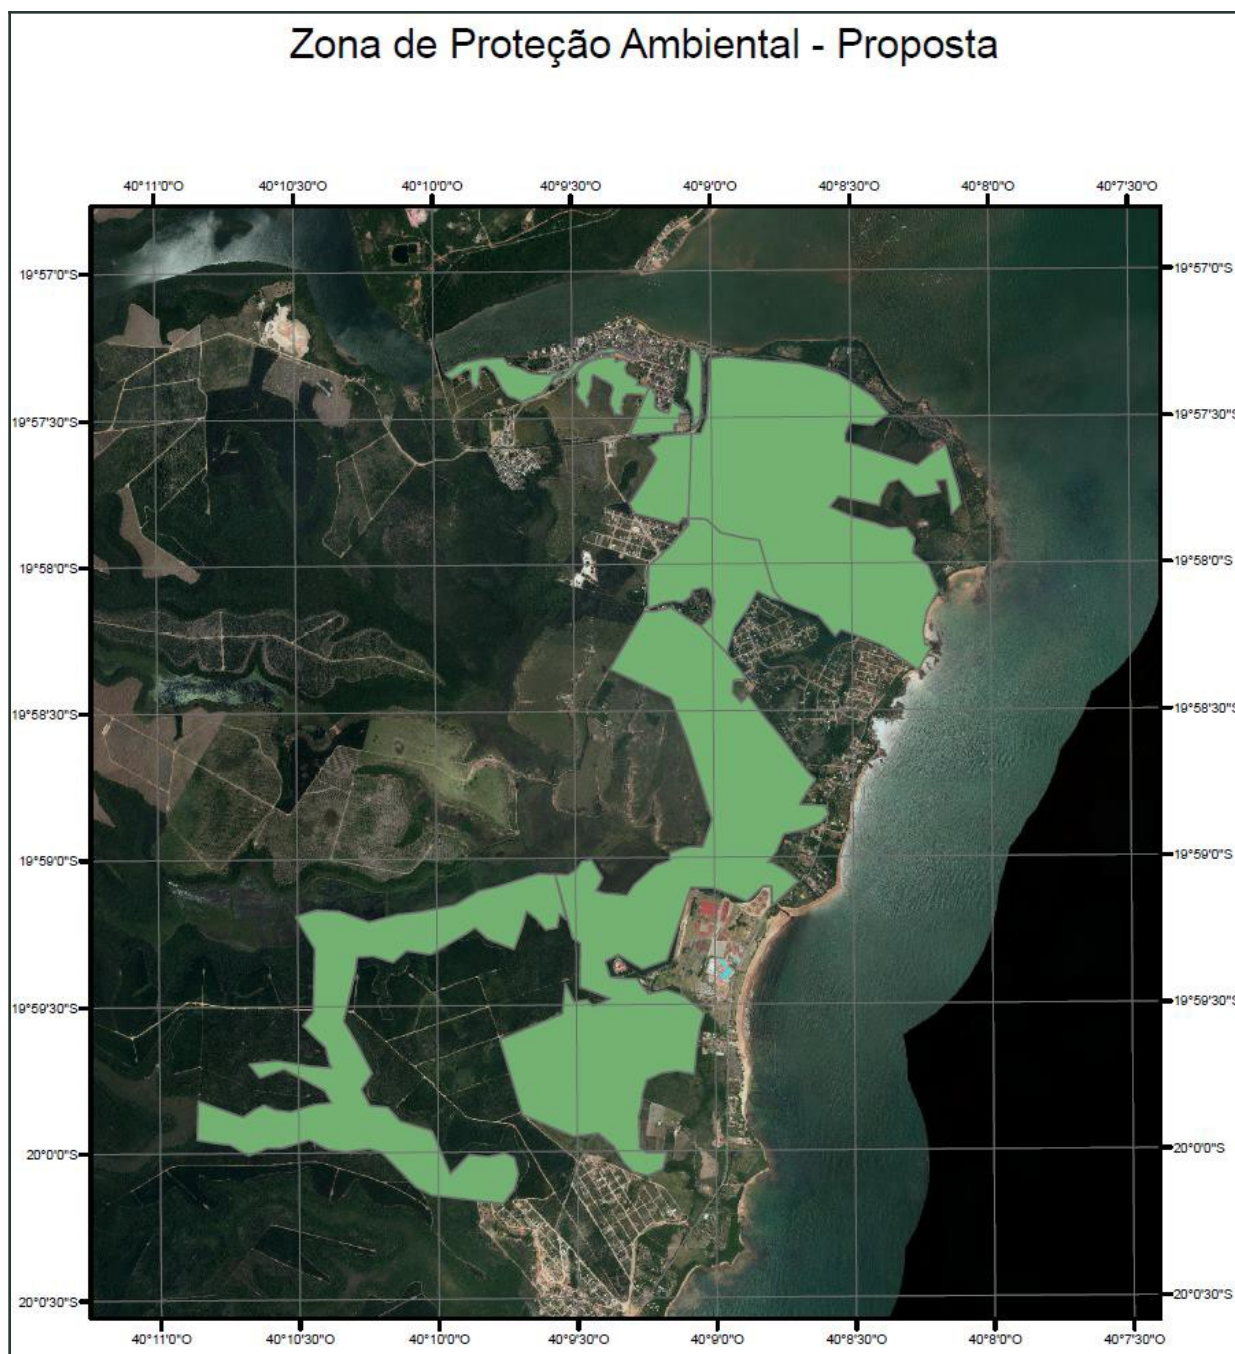 Zona de Proteção Ambiental - Proposta
40°11'0"O 40°10'30"O 40°10'0"O 40°9'30"O 40°9'0"O 40°8'30"O 40°8'0"O 40°7'30"O
19°57'0"S 19°57'0"S
19°57'30"S 19°57'30"S
19°58'0"S 19°58'0"S
19°58'30"S 19°58'30"S
19°59'0"S 19°59'0"S
19°59'30"S 19°59'30"S
20°0'0"S 20°0'0"S
20°0'30"S 20°0'30"S
40°11'0"O 40°10'30"O 40°10'0"O 40°9'30"O 40°9'0"O 40°8'30"O 40°8'0"O 40°7'30"O